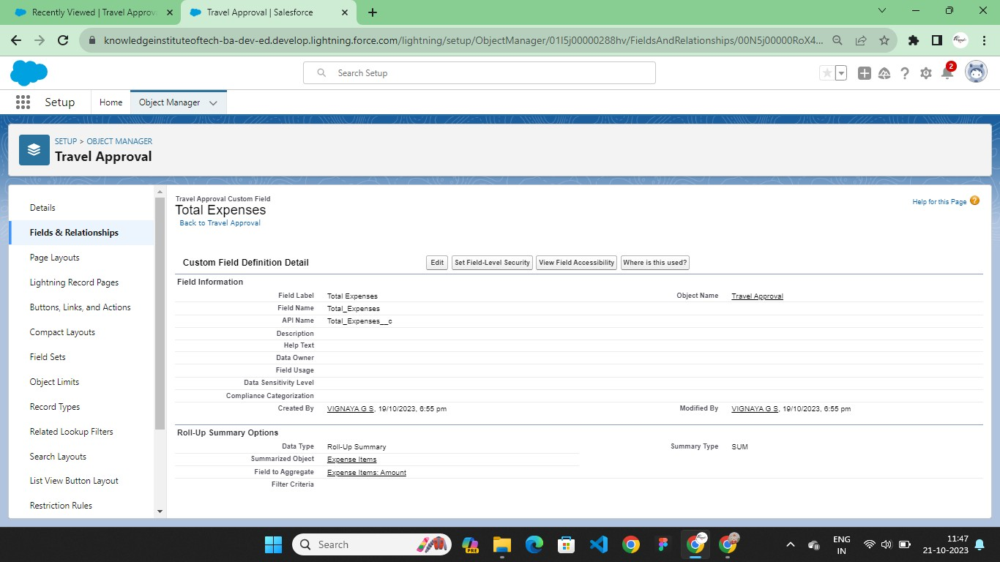 Recently Viewed | Travel Approv
Travel Approval | Salesforce
knowledgeinstituteoftech-ba-dev-ed.develop.lightning.force.com/lightning/setup/ObjectManager/01I5j00000288hv/FieldsAndRelationships/00N5j00000RoX4...
Search Setup
2
Setup
Home
Object Manager
SETUP > OBJECT MANAGER
Travel Approval
Details
Fields & Relationships
Page Layouts
Lightning Record Pages
Buttons, Links, and Actions
Compact Layouts
Field Sets
Object Limits
Record Types
Related Lookup Filters
Search Layouts
List View Button Layout
Restriction Rules
Travel Approval Custom Field
Total Expenses
Back to Travel Approval
Help for this Page
Custom Field Definition Detail
Edit
Set Field-Level Security
View Field Accessibility
Where is this used?
Field Information
Field Label Total Expenses Object Name Travel Approval
Field Name Total_Expenses
API Name Total_Expenses__c
Description
Help Text
Data Owner
Field Usage
Data Sensitivity Level
Compliance Categorization
Created By VIGNAYA G S, 19/10/2023, 6:55 pm Modified By VIGNAYA G S, 19/10/2023, 6:55 pm
Roll-Up Summary Options
Data Type Roll-Up Summary Summary Type SUM
Summarized Object Expense Items
Field to Aggregate Expense Items: Amount
Filter Criteria
Search
PRE
ENG
IN
11:47
21-10-2023